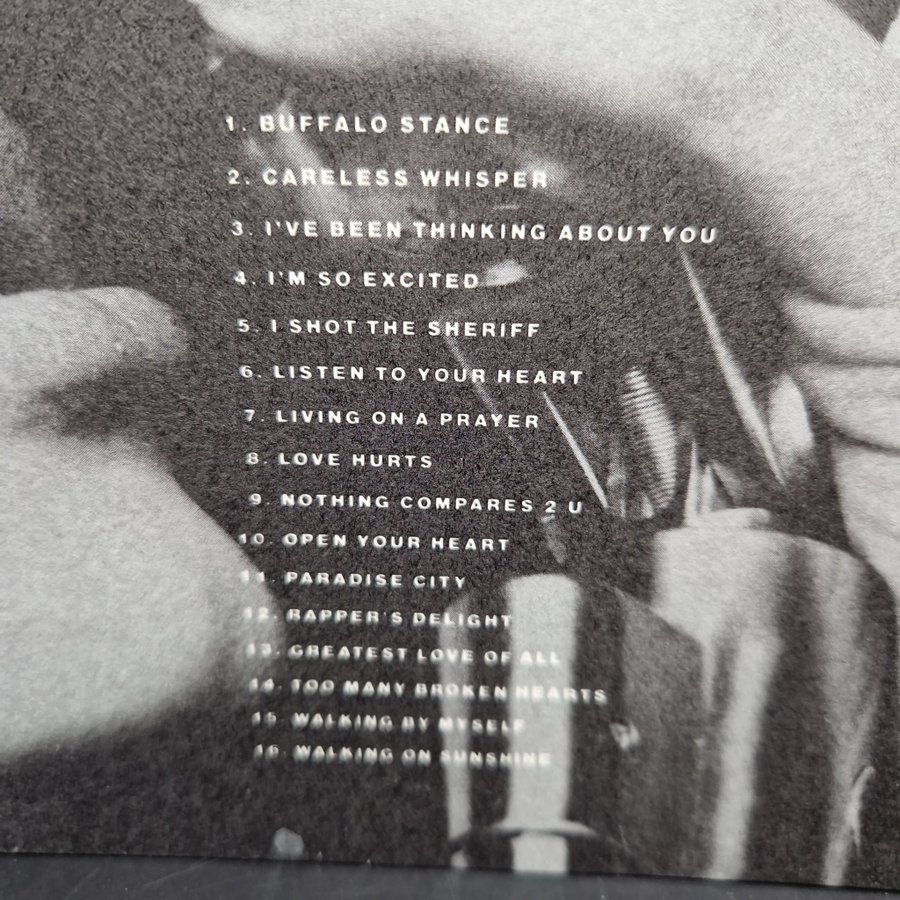 1. BUFFALO STANCE
2. CARELESS WHISPER
3. I'VE BEEN THINKING ABOUT YOU
4. I'M SO EXCITED
5. I SHOT THE SHERIFF
6. LISTEN TO YOUR HEART
7. LIVING ON A PRAYER
8. LOVE HURTS
9. NOTHING COMPARES 2 U
10. OPEN YOUR HEART
11. PARADISE CITY
12. RAPPER'S DELIGHT
13. GREATEST LOVE OF ALL
14. TOO MANY BROKEN HEARTS
15. WALKING BY MYSELF
16. WALKING ON SUNSHINE